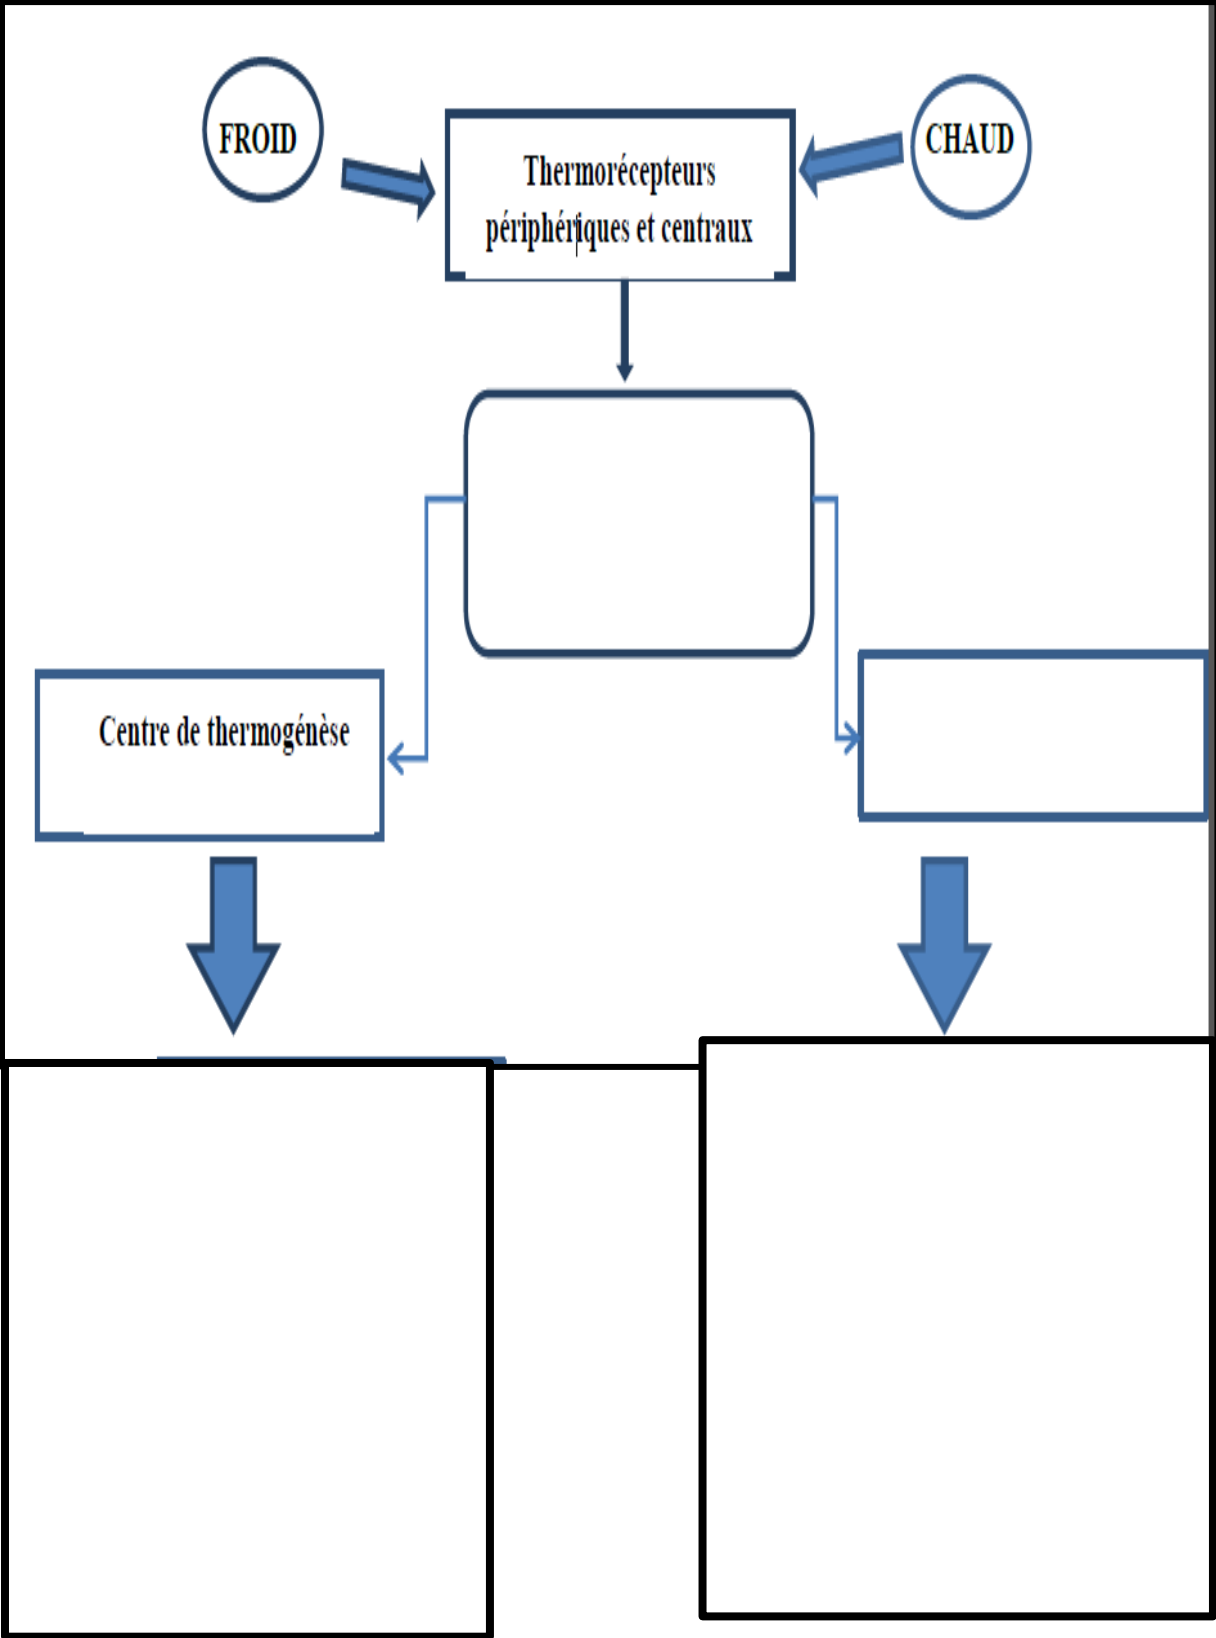 FROID
Thermorécepteurs
périphériques et centraux
CHAUD
Centre de thermogénèse